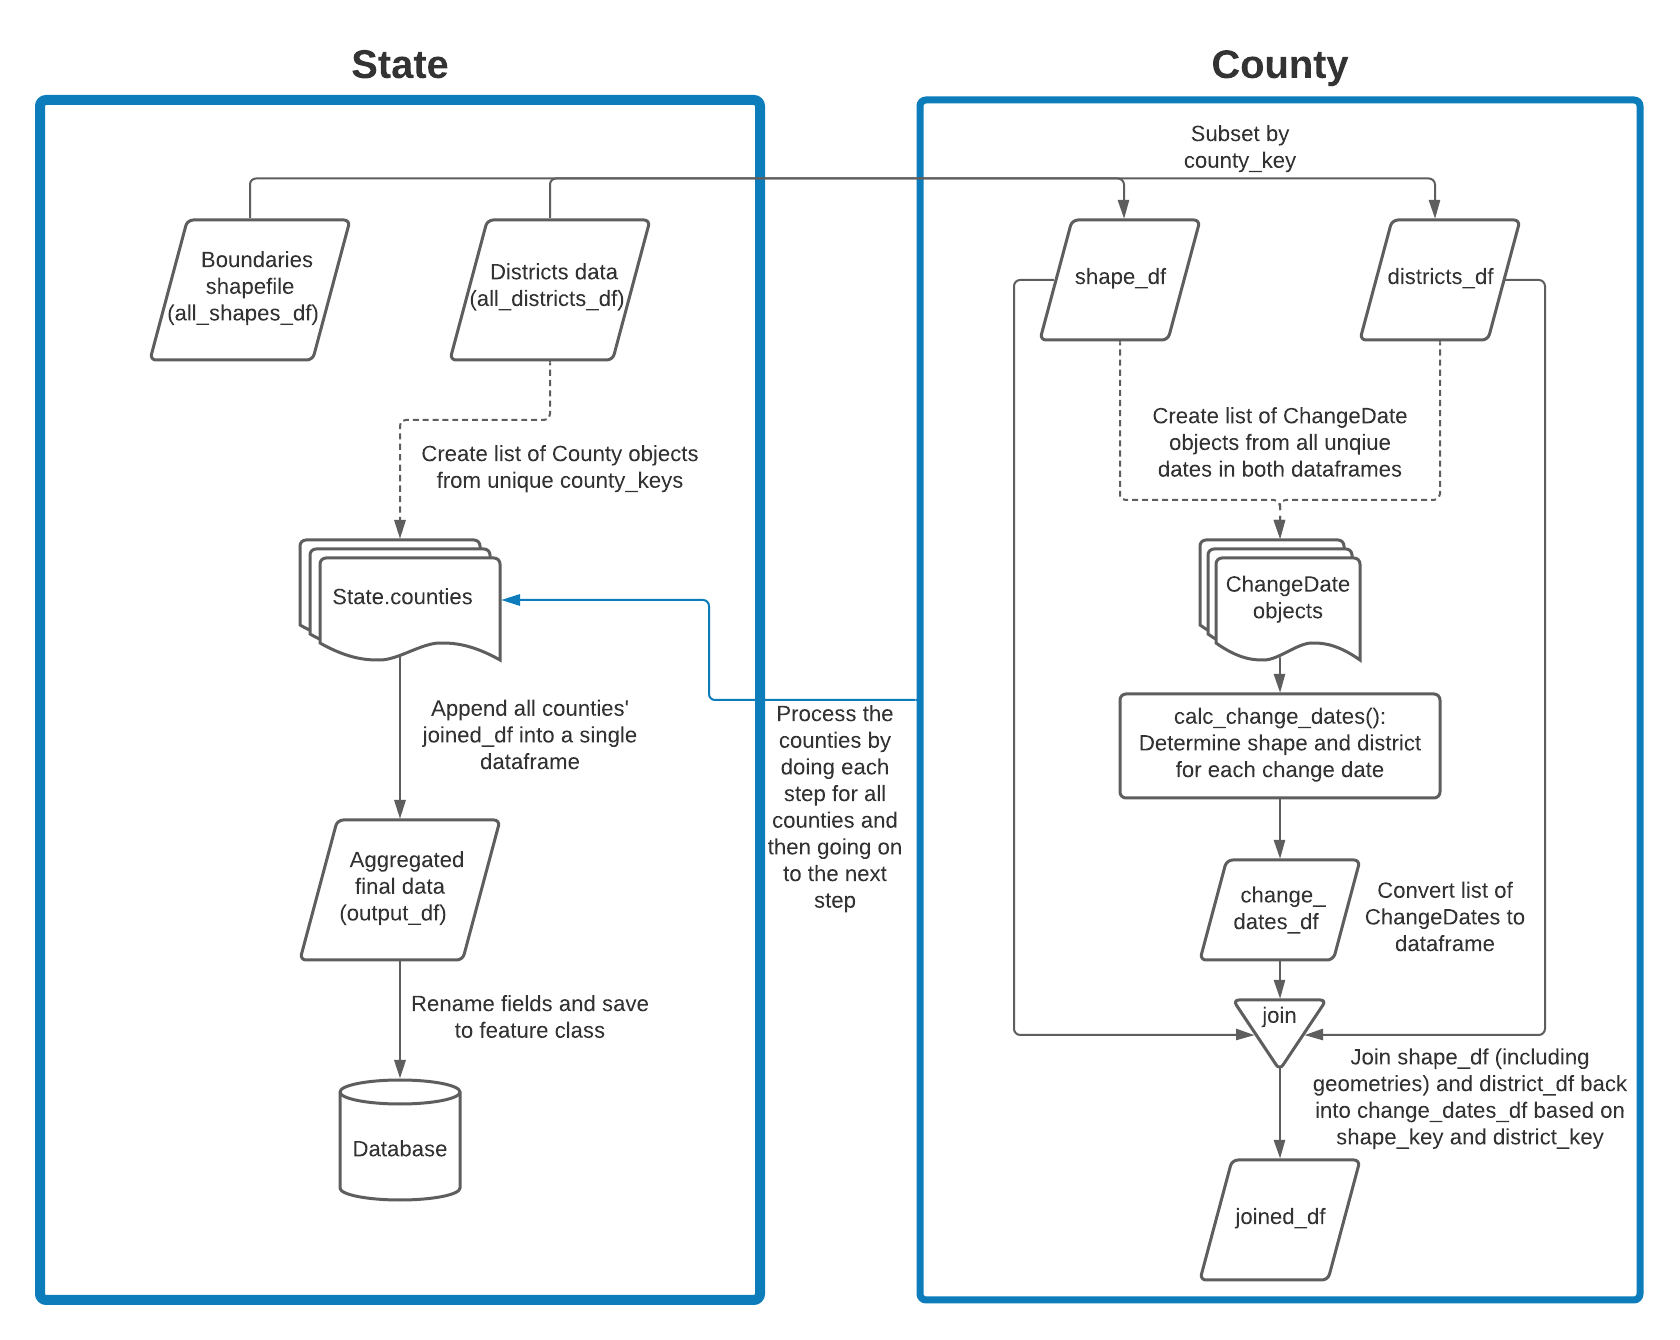 State
Boundaries
shapefile
(all_shapes_df)
Districts data
(all_districts_df)
Create list of County objects
from unique county_keys
State.counties
Append all counties'
joined_df into a single
dataframe
Aggregated
final data
(output_df)
Rename fields and save
to feature class
Database
Process the
counties by
doing each
step for all
counties and
then going on
to the next
step
County
Subset by
county_key
shape_df
districts_df
Create list of ChangeDate
objects from all unqiue
dates in both dataframes
ChangeDate
objects
calc_change_dates():
Determine shape and district
for each change date
change_
dates_df
Convert list of
ChangeDates to
dataframe
join
Join shape_df (including
geometries) and district_df back
into change_dates_df based on
shape_key and district_key
joined_df